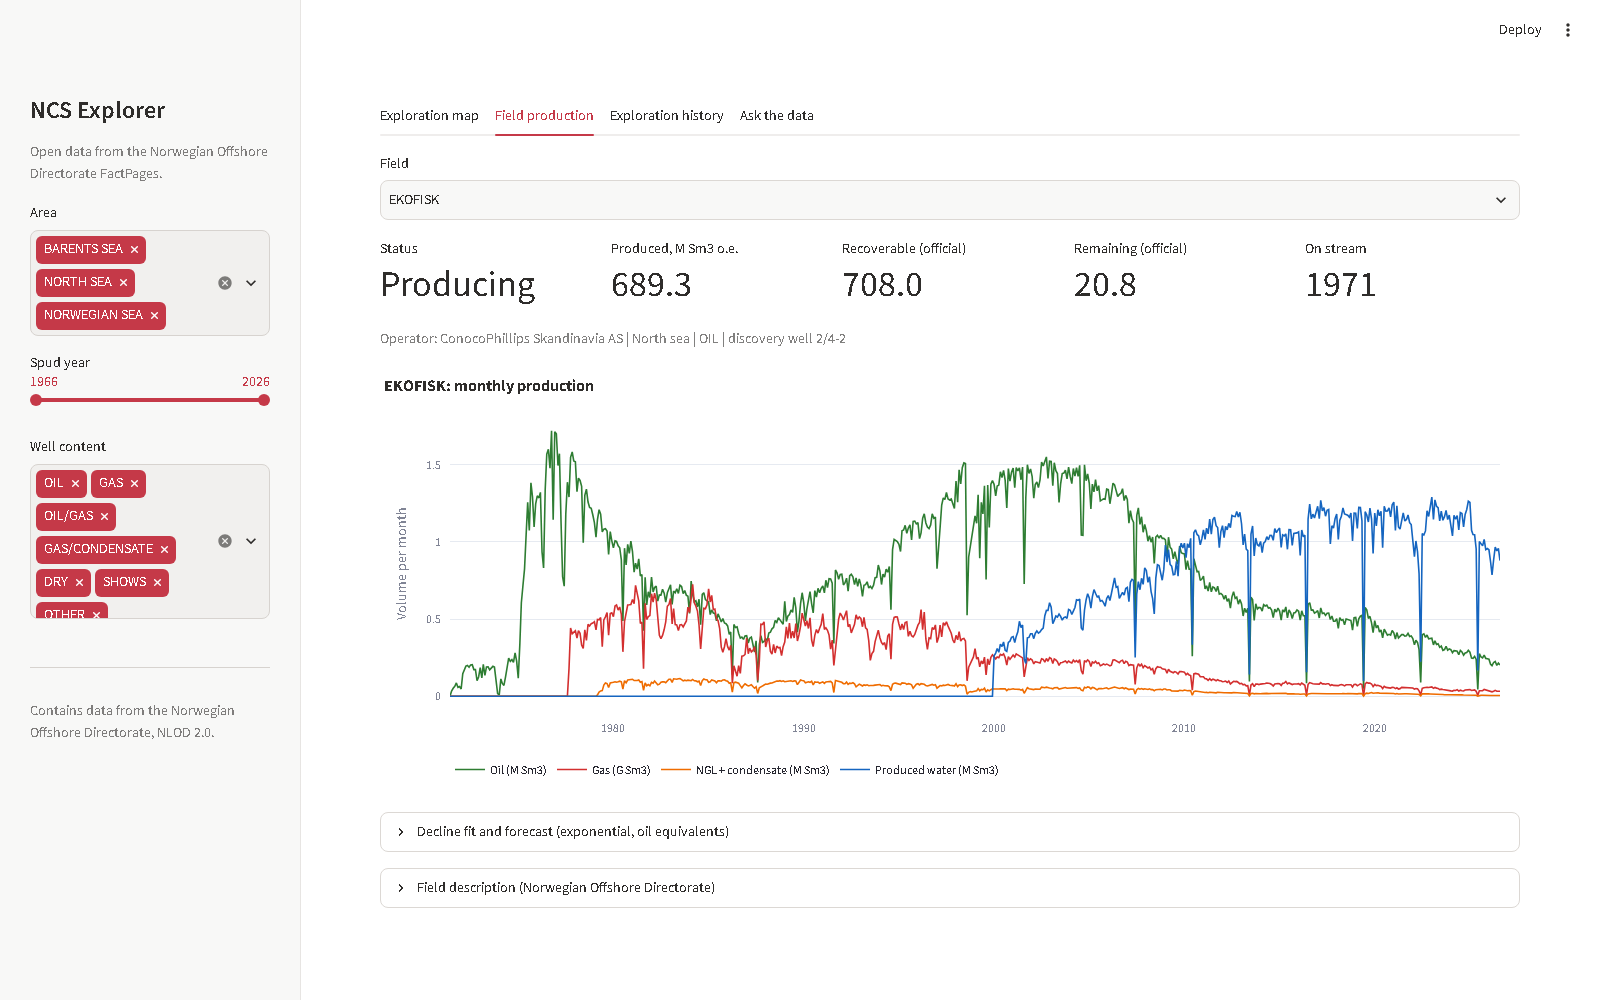 Deploy
NCS Explorer
Open data from the Norwegian Offshore
Directorate FactPages.
Area
BARENTS SEA
NORTH SEA
NORWEGIAN SEA
Spud year
1966 2026
Well content
OIL GAS
OIL/GAS
GAS/CONDENSATE
DRY SHOWS
OTHER
Contains data from the Norwegian
Offshore Directorate, NLOD 2.0.
Exploration map Field production Exploration history Ask the data
Field
EKOFISK
Status Produced, M Sm3 o.e. Recoverable (official) Remaining (official) On stream
Producing 689.3 708.0 20.8 1971
Operator: ConocoPhillips Skandinavia AS | North sea | OIL | discovery well 2/4-2
EKOFISK: monthly production
Volume per month
1.5
1
0.5
0
1980 1990 2000 2010 2020
Oil (M Sm3) Gas (G Sm3) NGL + condensate (M Sm3) Produced water (M Sm3)
Decline fit and forecast (exponential, oil equivalents)
Field description (Norwegian Offshore Directorate)